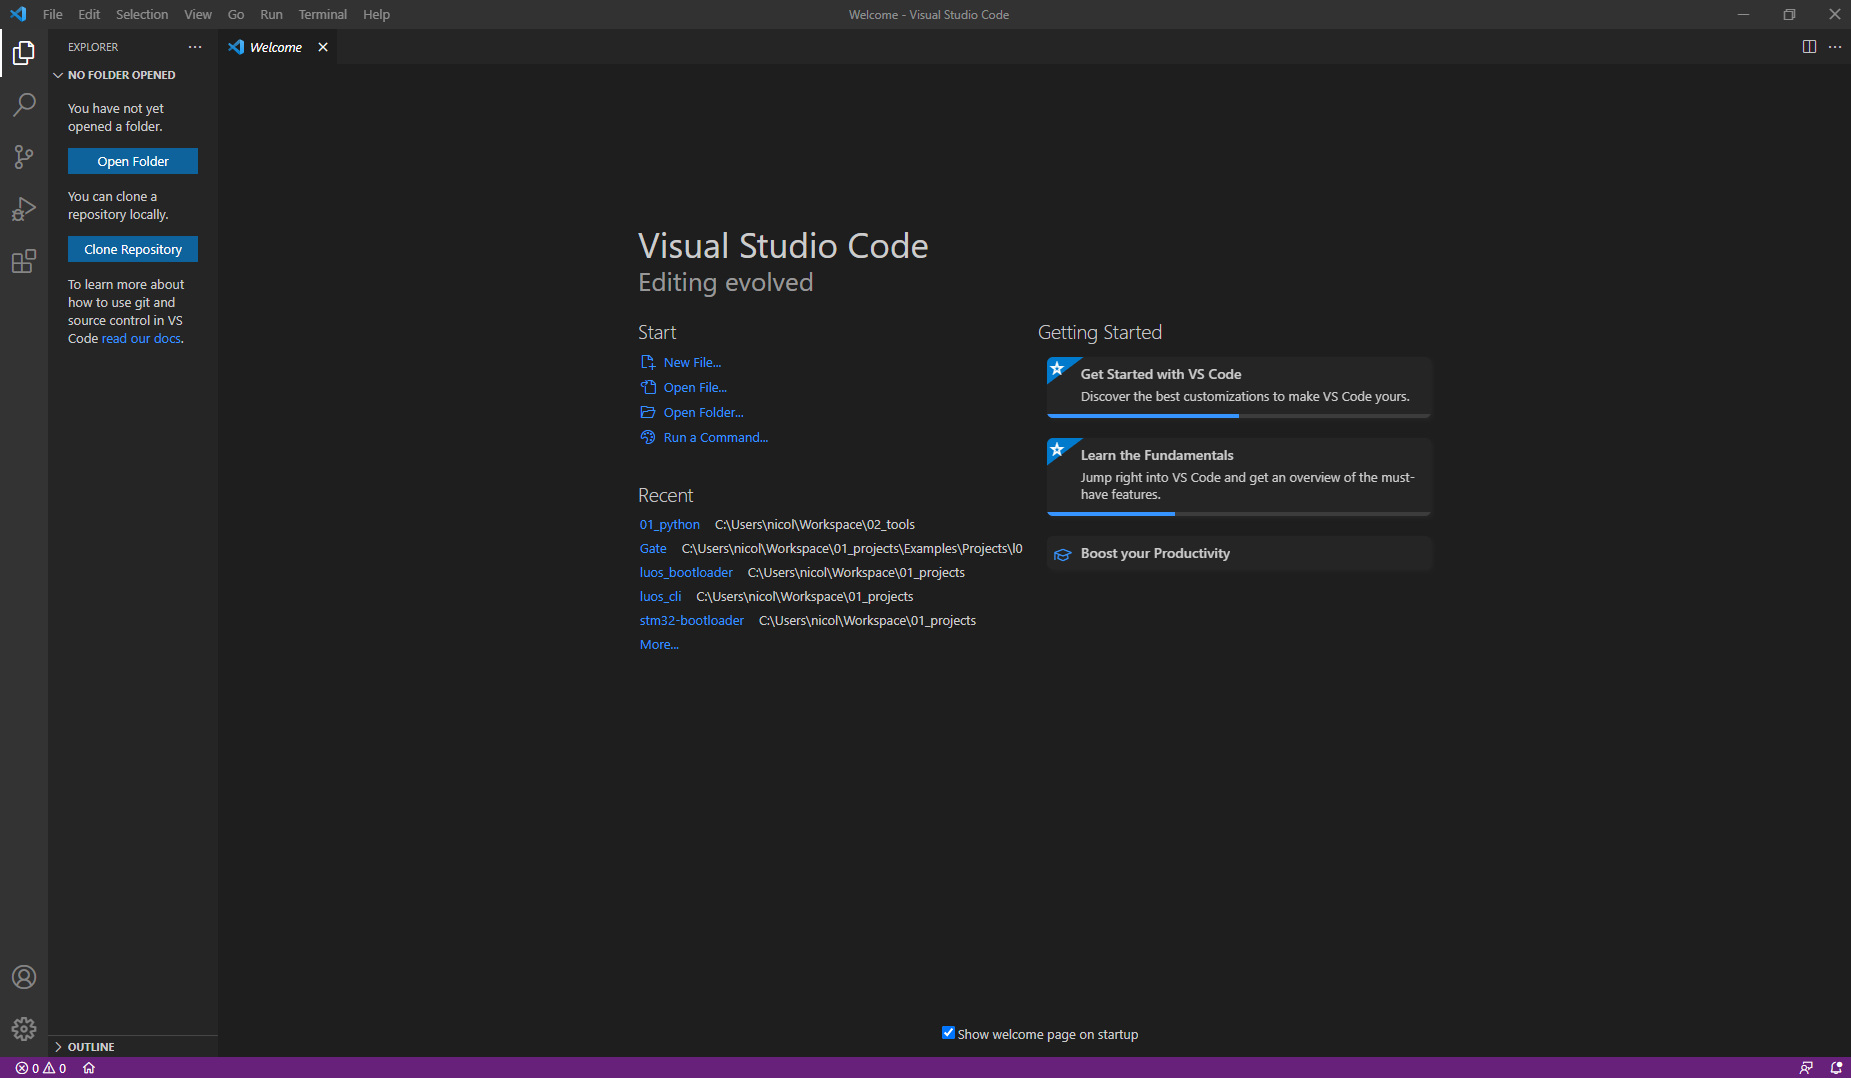 File Edit Selection View Go Run Terminal Help
Welcome - Visual Studio Code
EXPLORER
Welcome
NO FOLDER OPENED
You have not yet
opened a folder.
Open Folder
You can clone a
repository locally.
Clone Repository
To learn more about
how to use git and
source control in VS
Code read our docs.
Visual Studio Code
Editing evolved
Start
New File...
Open File...
Open Folder...
Run a Command...
Recent
01_python C:\Users\nicol\Workspace\02_tools
Gate C:\Users\nicol\Workspace\01_projects\Examples\Projects\l0
luos_bootloader C:\Users\nicol\Workspace\01_projects
luos_cli C:\Users\nicol\Workspace\01_projects
stm32-bootloader C:\Users\nicol\Workspace\01_projects
More...
Getting Started
Get Started with VS Code
Discover the best customizations to make VS Code yours.
Learn the Fundamentals
Jump right into VS Code and get an overview of the must-
have features.
Boost your Productivity
Show welcome page on startup
OUTLINE
0 0